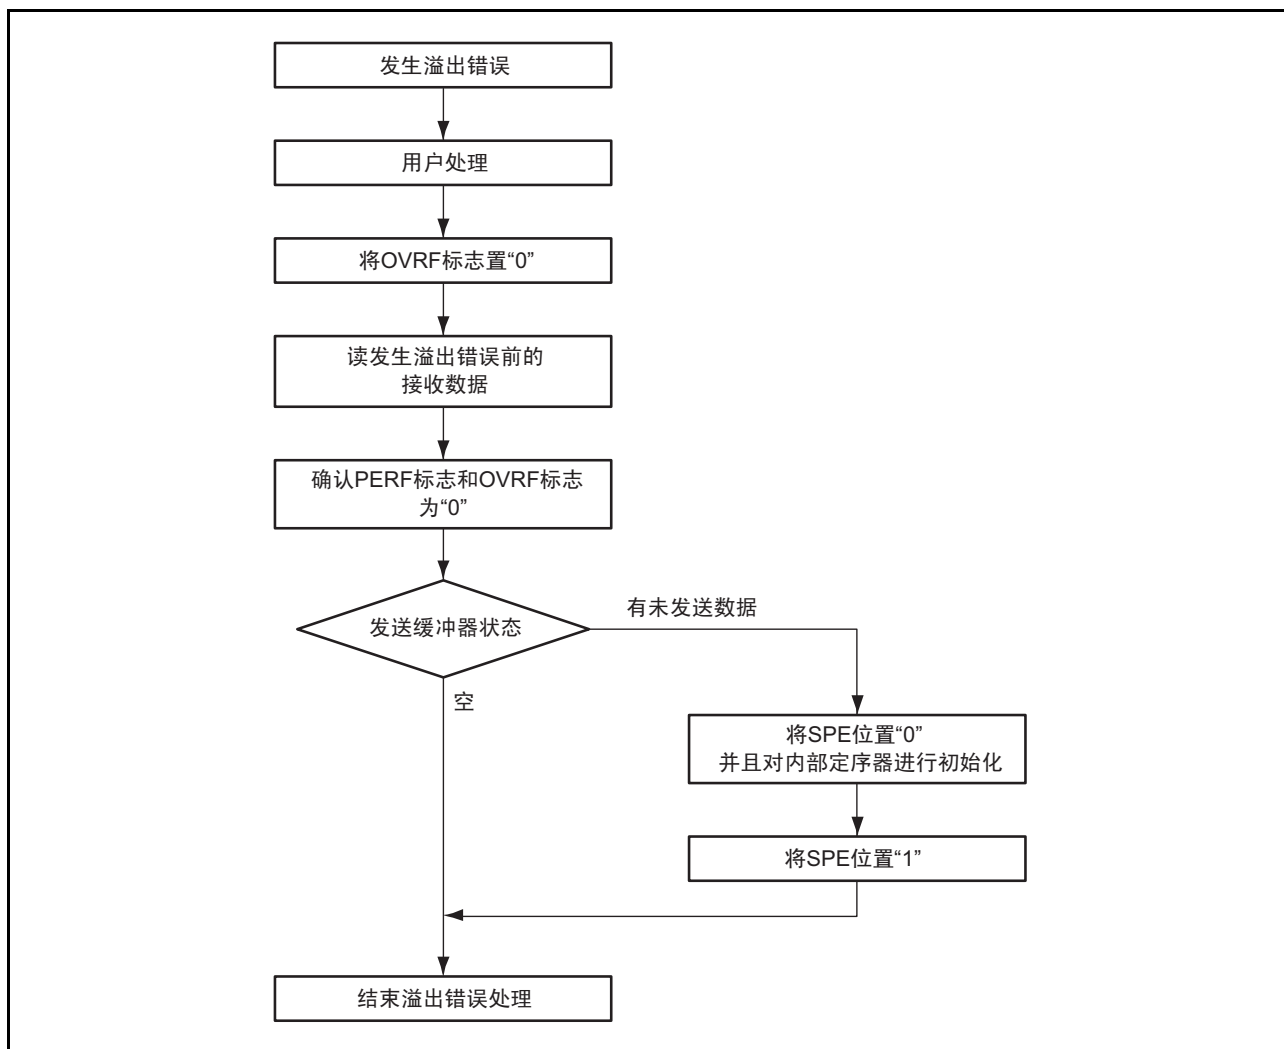 发生溢出错误
用户处理
将OVRF标志置“0”
读发生溢出错误前的
接收数据
确认PERF标志和OVRF标志
为“0”
发送缓冲器状态
有未发送数据
空
将SPE位置“0”
并且对内部定序器进行初始化
将SPE位置“1”
结束溢出错误处理